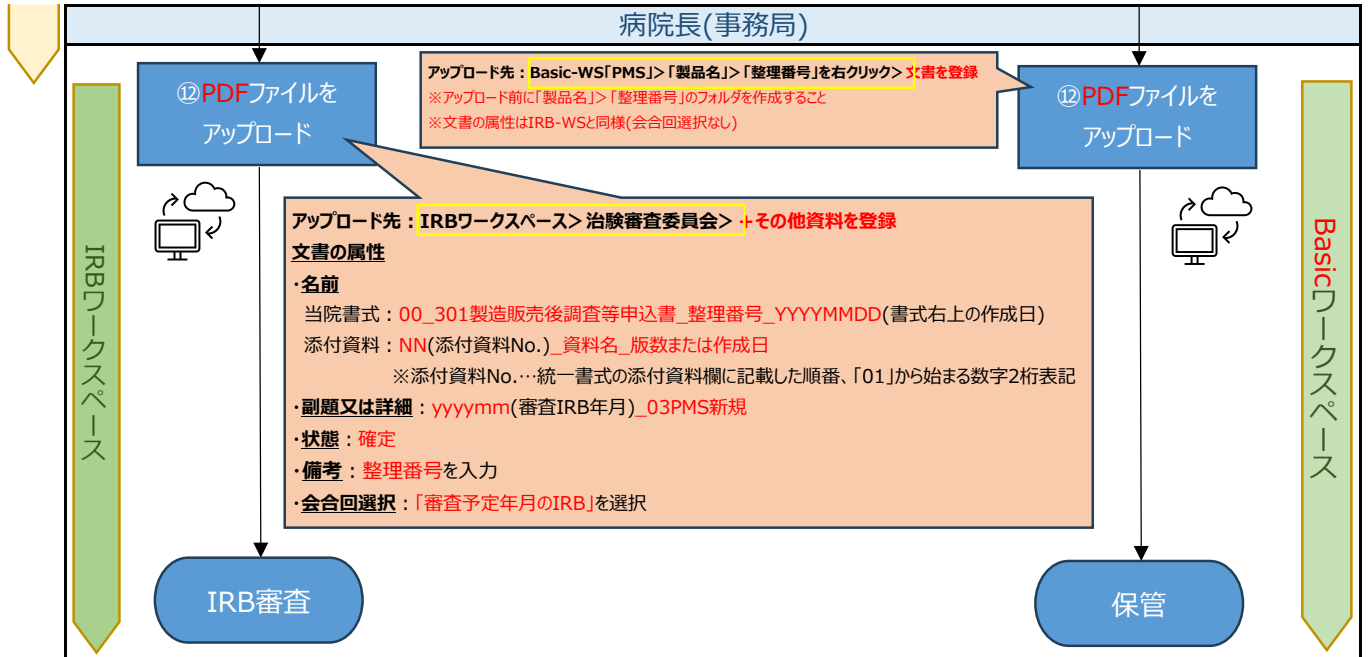 病院長(事務局)
アップロード先：Basic-WS「PMS」>「製品名」>「整理番号」を右クリック>文書を登録
※アップロード前に「製品名」>「整理番号」のフォルダを作成すること
※文書の属性はIRB-WSと同様(会合回選択なし)
⑫PDFファイルを
アップロード
⑫PDFファイルを
アップロード
アップロード先：IRBワークスペース>治験審査委員会>+その他資料を登録
文書の属性
・名前
当院書式：00_301製造販売後調査等申込書_整理番号_YYYYMMDD(書式右上の作成日)
添付資料：NN(添付資料No.)_資料名_版数または作成日
※添付資料No.…統一書式の添付資料欄に記載した順番、「01」から始まる数字2桁表記
・副題又は詳細：yyyymm(審査IRB年月)_03PMS新規
・状態：確定
・備考：整理番号を入力
・会合回選択：「審査予定年月のIRB」を選択
IRBワークスペース
Basicワークスペース
IRB審査
保管